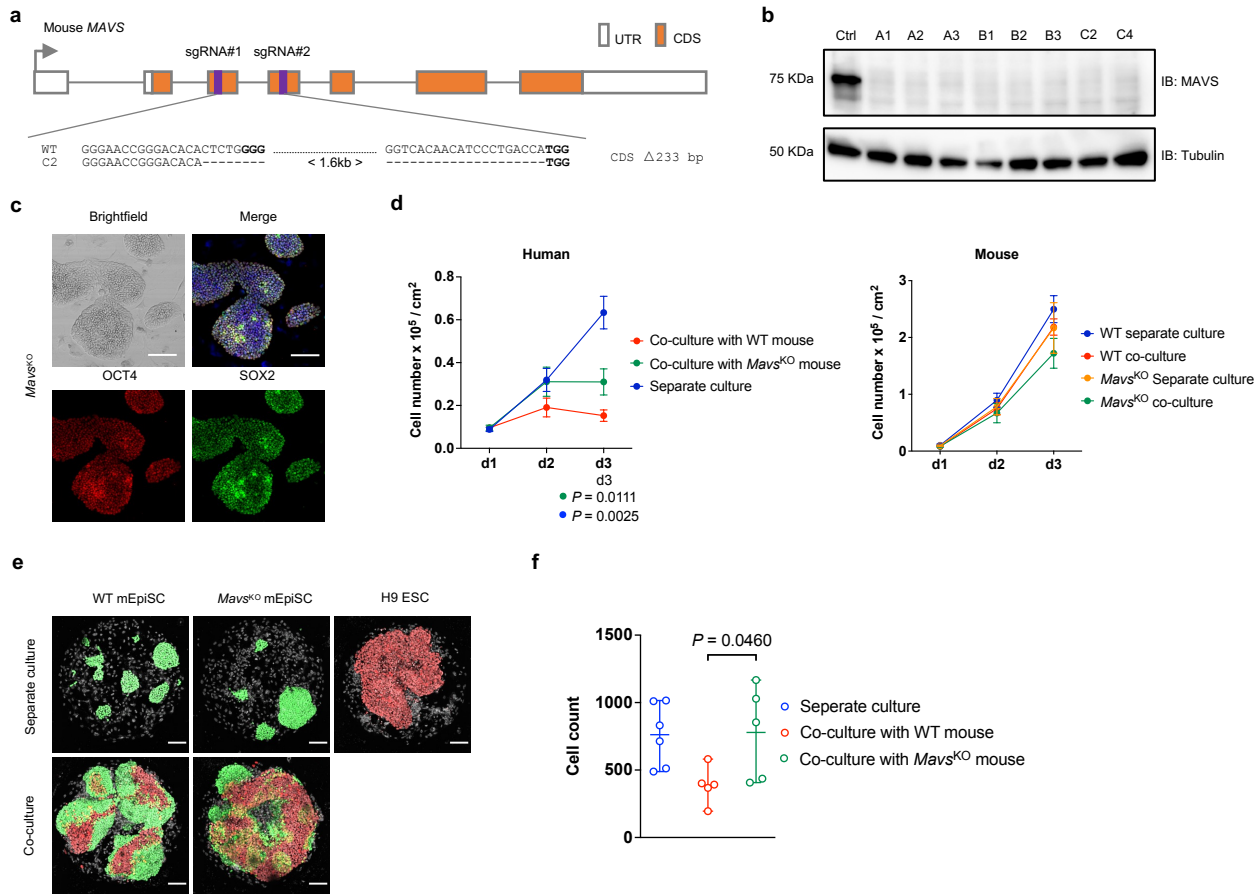 a
Mouse MAVS
sgRNA#1 sgRNA#2
UTR CDS
WT GGGAACCGGGACACACTCTGGGG ...................... GGTCACAACATCCCTGACCATGG
C2 GGGAACCGGGACACA-------- < 1.6kb > --------------------TGG
CDS △233 bp
b
Ctrl A1 A2 A3 B1 B2 B3 C2 C4
75 KDa
IB: MAVS
50 KDa
IB: Tubulin
c
Brightfield Merge
MavsKO
OCT4 SOX2
d
Human
Cell number x 10⁵ / cm²
0.8
0.6
0.4
0.2
0.0
d1 d2 d3
d3
P = 0.0111
P = 0.0025
Co-culture with WT mouse
Co-culture with MavsKO mouse
Separate culture
Mouse
Cell number x 10⁵ / cm²
3
2
1
0
d1 d2 d3
WT separate culture
WT co-culture
MavsKO Separate culture
MavsKO co-culture
e
WT mEpiSC MavsKO mEpiSC H9 ESC
Separate culture
Co-culture
f
P = 0.0460
Cell count
1500
1000
500
0
Seperate culture
Co-culture with WT mouse
Co-culture with MavsKO mouse